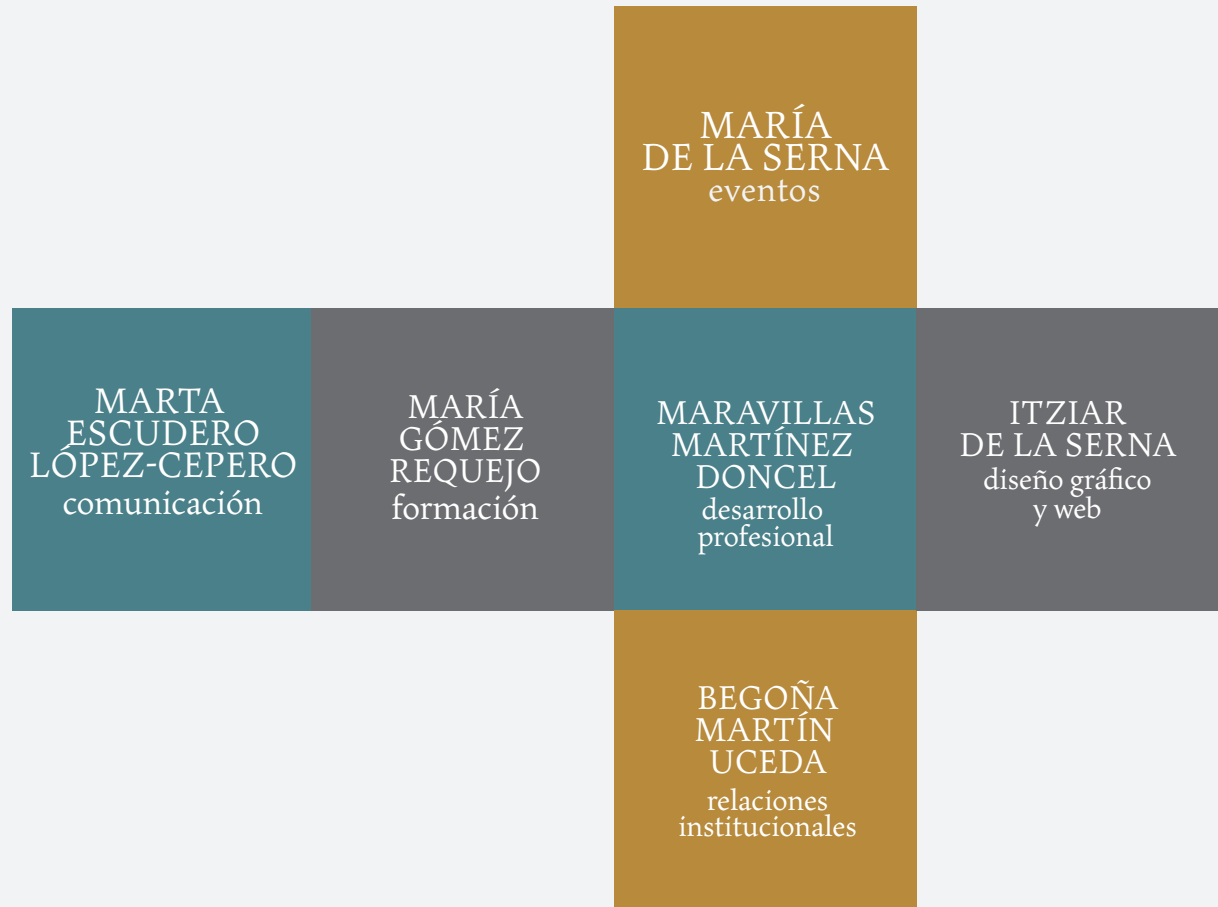 MARÍA
DE LA SERNA
eventos
MARTA
ESCUDERO
LÓPEZ-CEPERO
comunicación
MARÍA
GÓMEZ
REQUEJO
formación
MARAVILLAS
MARTÍNEZ
DONCEL
desarrollo
profesional
ITZIAR
DE LA SERNA
diseño gráfico
y web
BEGOÑA
MARTÍN
UCEDA
relaciones
institucionales